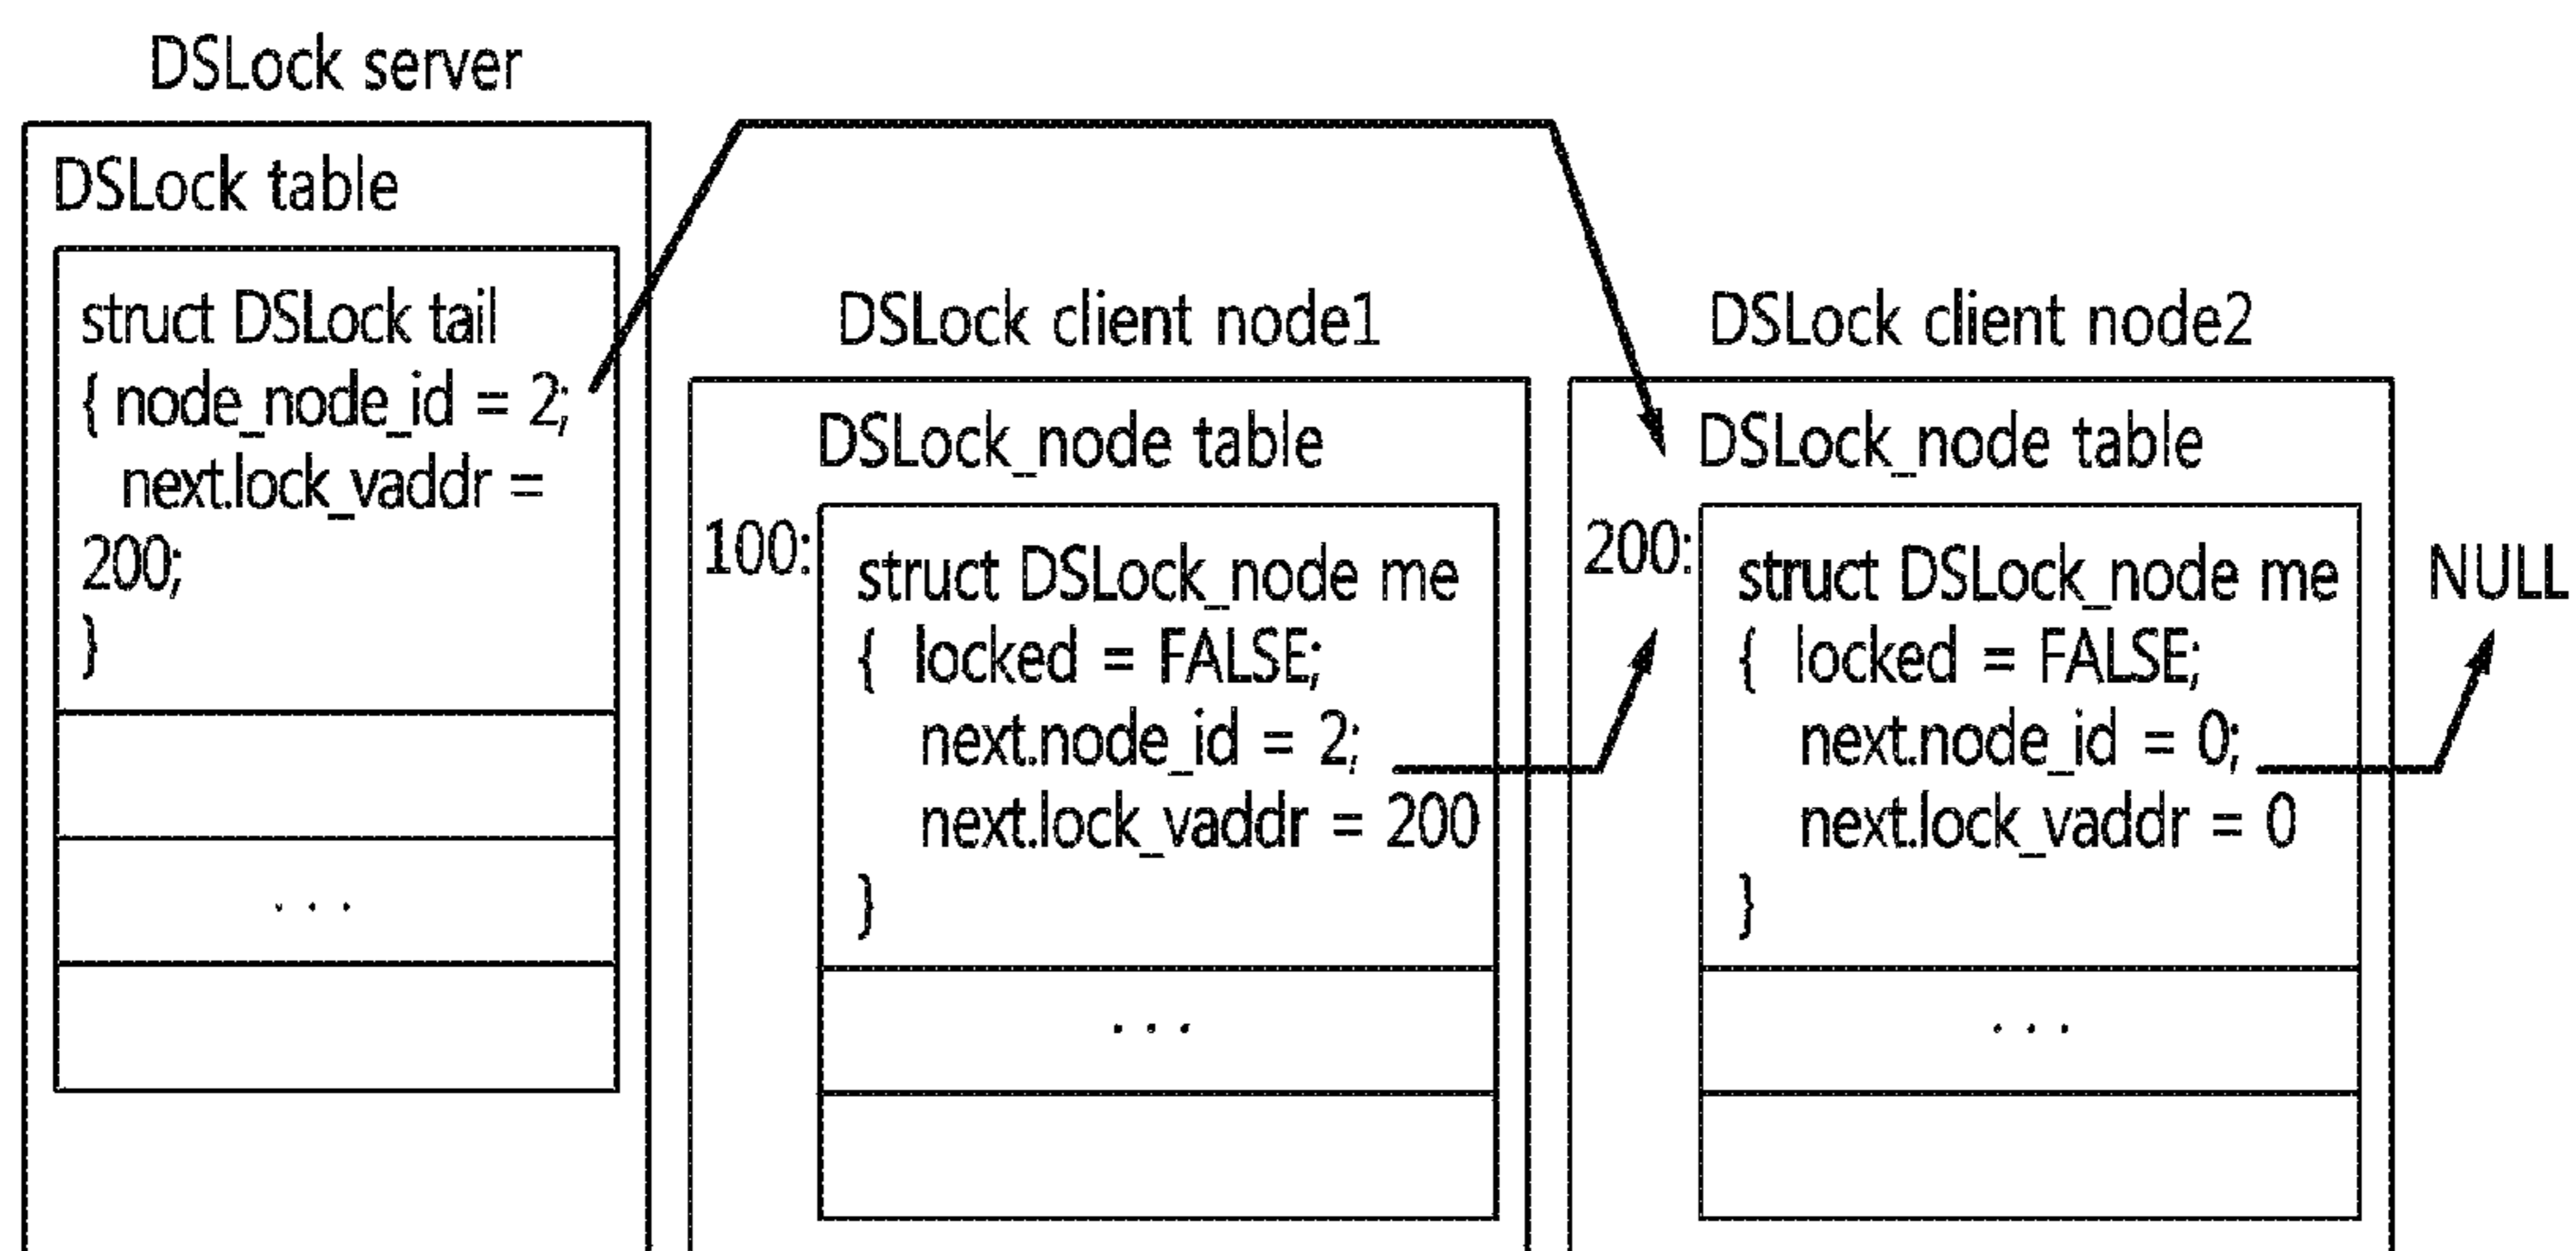 DSLock server
DSLock table
struct DSLock tail
{ node_node_id = 2;
next.lock_vaddr =
200;
}
. . .
DSLock client node1
DSLock_node table
100:
struct DSLock_node me
{ locked = FALSE;
next.node_id = 2;
next.lock_vaddr = 200
}
. . .
DSLock client node2
DSLock_node table
200:
struct DSLock_node me
{ locked = FALSE;
next.node_id = 0;
next.lock_vaddr = 0
}
. . .
NULL